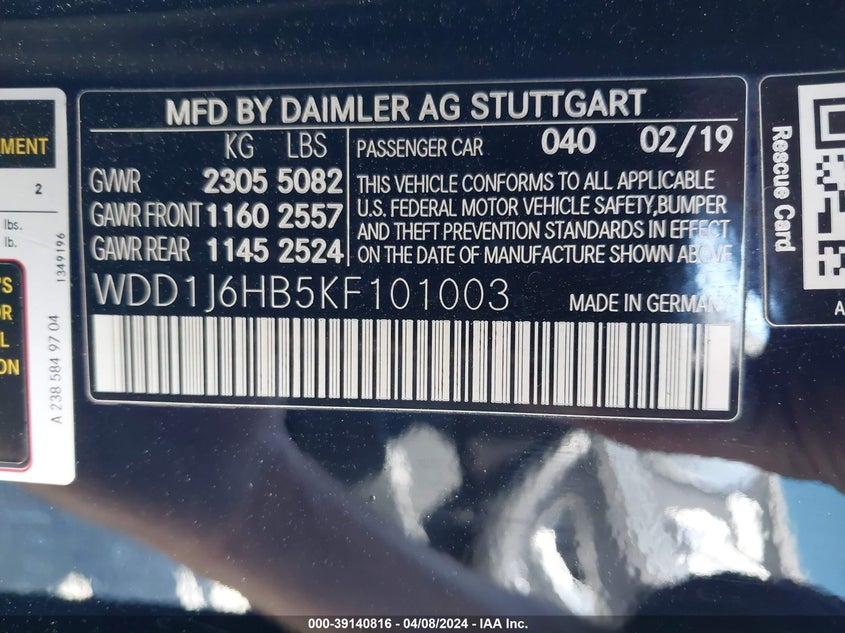 MFD BY DAIMLER AG STUTTGART
KG LBS
GVWR 2305 5082
GAWR FRONT 1160 2557
GAWR REAR 1145 2524
PASSENGER CAR 040 02/19
THIS VEHICLE CONFORMS TO ALL APPLICABLE
U.S. FEDERAL MOTOR VEHICLE SAFETY,BUMPER
AND THEFT PREVENTION STANDARDS IN EFFECT
ON THE DATE OF MANUFACTURE SHOWN ABOVE
WDD1J6HB5KF101003 MADE IN GERMANY
MENT
2
lbs.
lb.
1349196
A 238 584 97 04
'S
OR
L
ON
Rescue Card
A
000-39140816 - 04/08/2024 - IAA Inc.